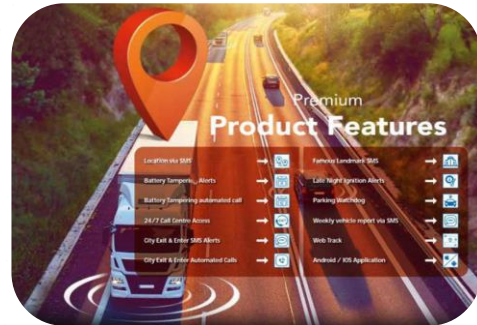 Premium
Product Features
Location via SMS
Battery Tampering Alerts
Battery Tampering automated call
24/7 Call Centre Access
City Exit & Enter SMS Alerts
City Exit & Enter Automated Calls
Famous Landmark SMS
Late Night Ignition Alerts
Parking Watchdog
Weekly vehicle report via SMS
Web Track
Android / IOS Application